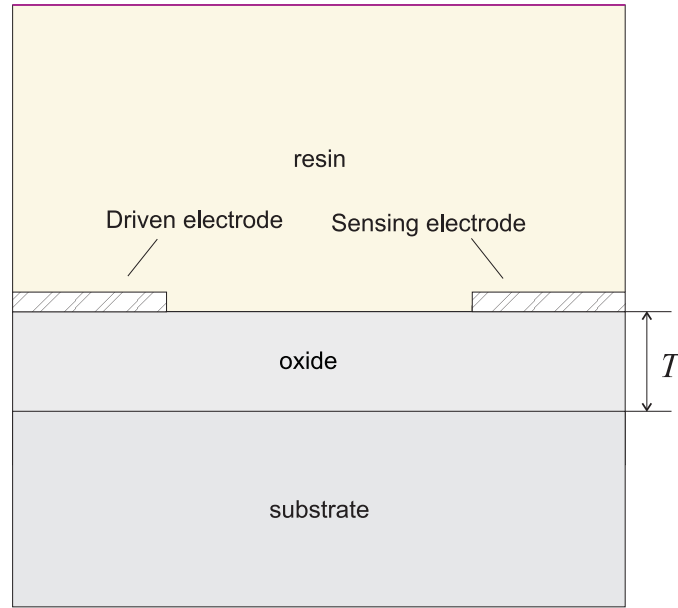 resin
Driven electrode
Sensing electrode
oxide
T
substrate